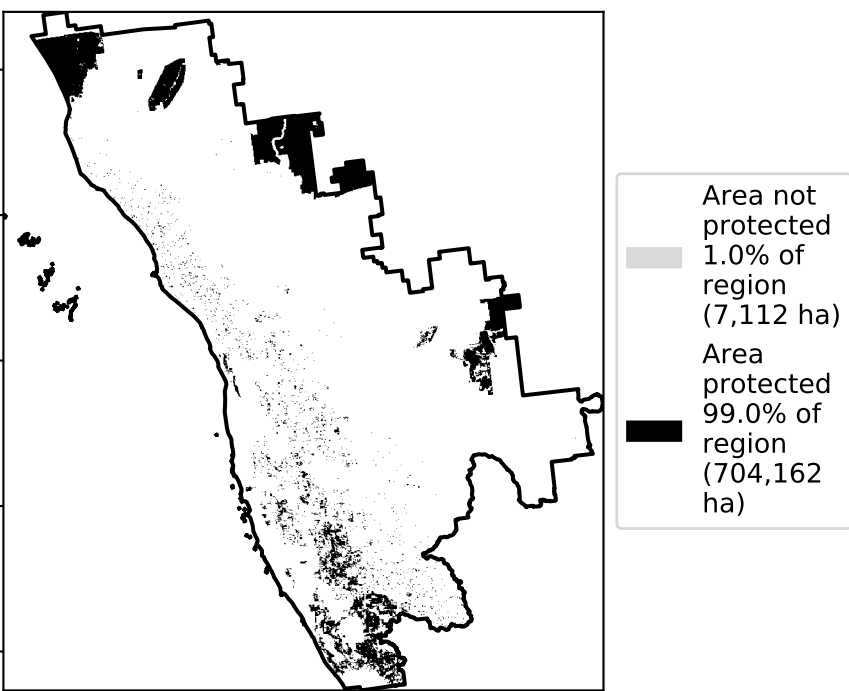 Area not
protected
1.0% of
region
(7,112 ha)
Area
protected
99.0% of
region
(704,162
ha)